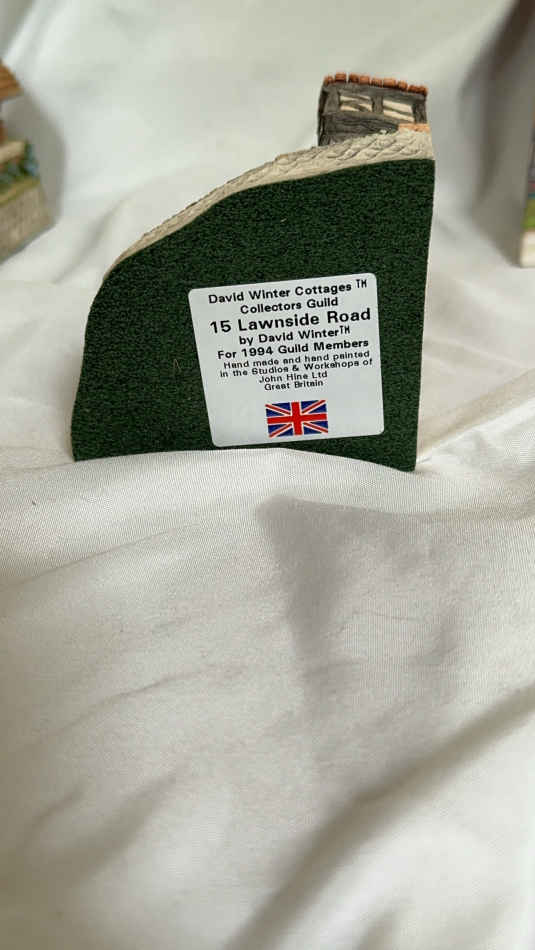 David Winter Cottages TM
Collectors Guild
15 Lawnside Road
by David Winter TM
For 1994 Guild Members
Hand made and hand painted
in the Studios & Workshops of
John Hine Ltd
Great Britain